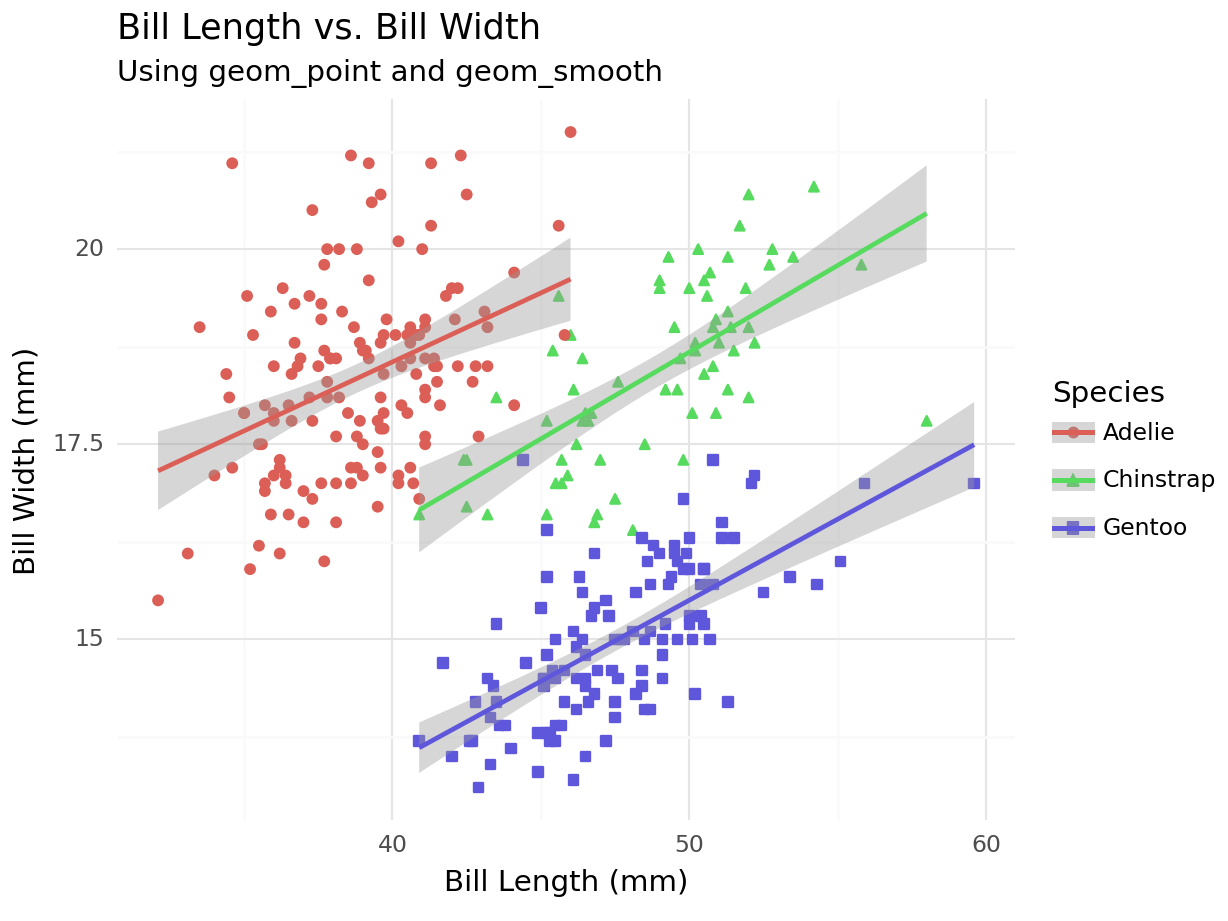 Bill Length vs. Bill Width
Using geom_point and geom_smooth
Bill Width (mm)
20
17.5
15
40
50
60
Bill Length (mm)
Species
Adelie
Chinstrap
Gentoo